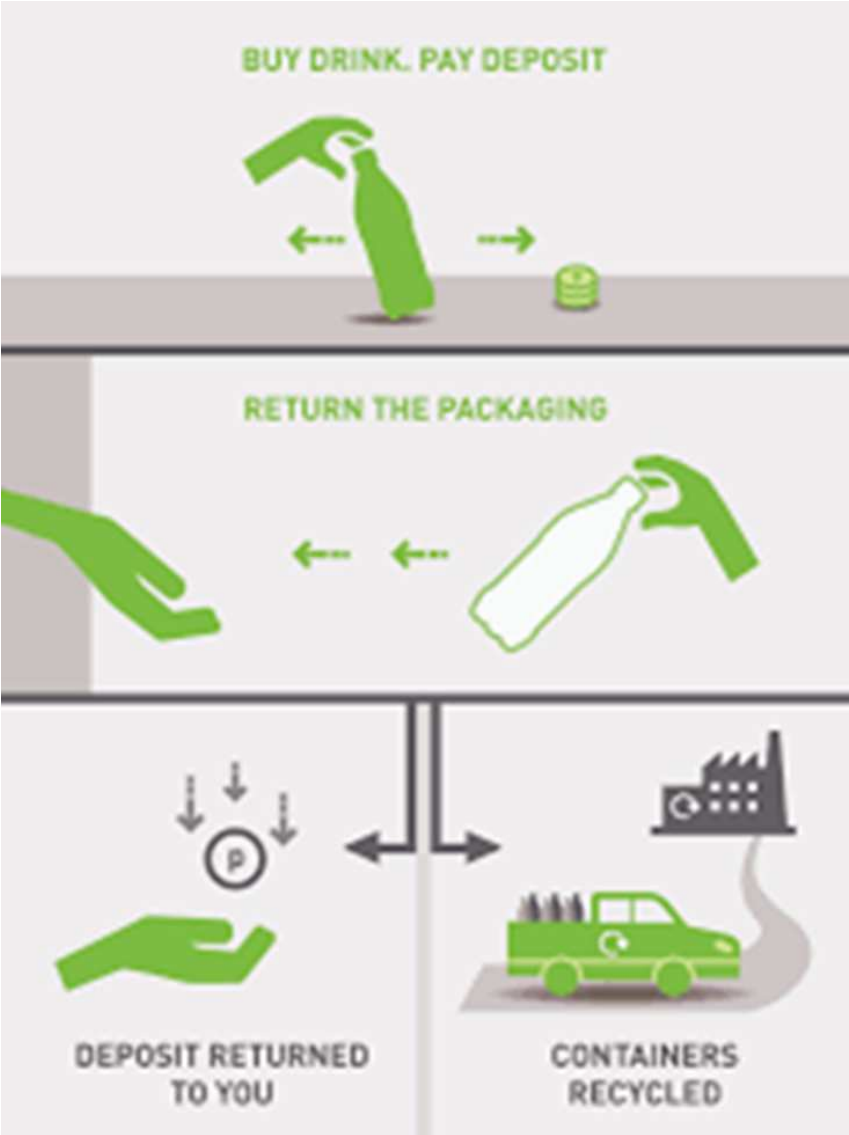 BUY DRINK. PAY DEPOSIT
RETURN THE PACKAGING
P
DEPOSIT RETURNED
TO YOU
CONTAINERS
RECYCLED